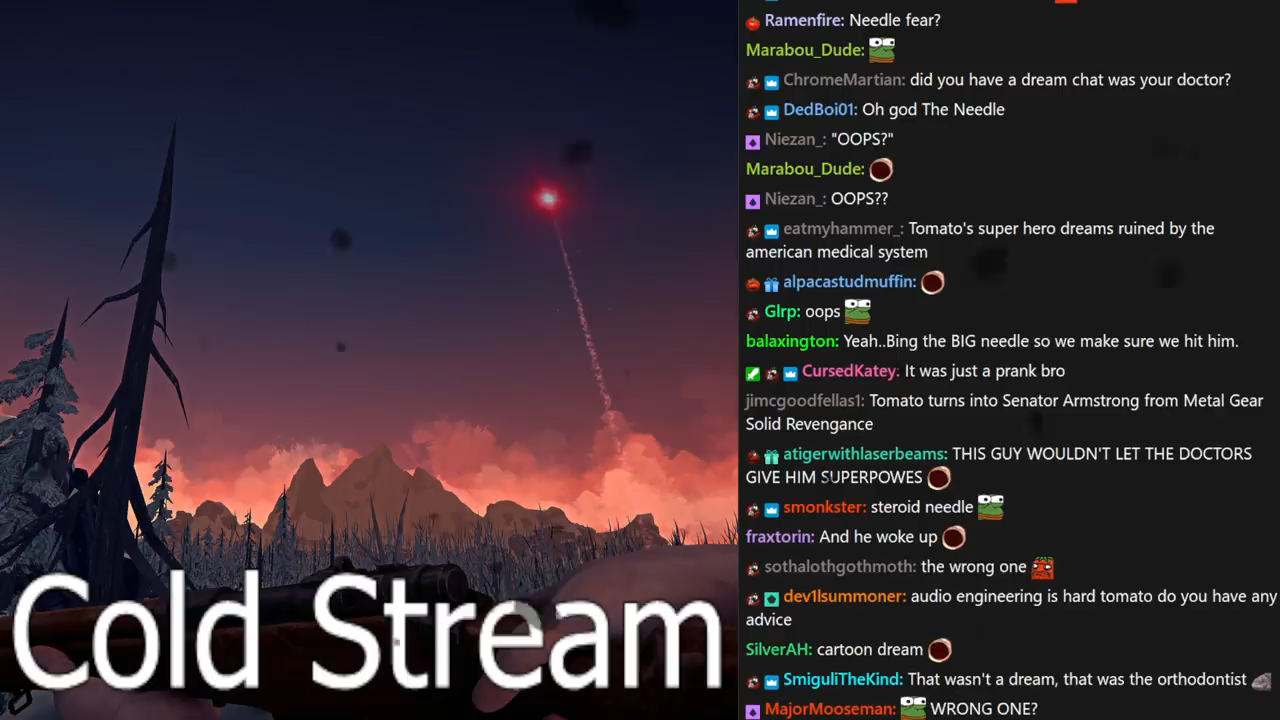 Ramenfire: Needle fear?
Marabou_Dude:
ChromeMartian: did you have a dream chat was your doctor?
DedBoi01: Oh god The Needle
Niezan_: "OOPS?"
Marabou_Dude:
Niezan_: OOPS??
eatmyhammer_: Tomato's super hero dreams ruined by the
american medical system
alpacastudmuffin:
Glrp: oops
balaxington: Yeah..Bing the BIG needle so we make sure we hit him.
CursedKatey: It was just a prank bro
jimcgoodfellas1: Tomato turns into Senator Armstrong from Metal Gear
Solid Revengance
atigerwithlaserbeams: THIS GUY WOULDN'T LET THE DOCTORS
GIVE HIM SUPERPOWES
smonkster: steroid needle
fraxtorin: And he woke up
sothalothgothmoth: the wrong one
dev1lsummoner: audio engineering is hard tomato do you have any
advice
SilverAH: cartoon dream
SmiguliTheKind: That wasn't a dream, that was the orthodontist
MajorMooseman: WRONG ONE?
Cold Stream